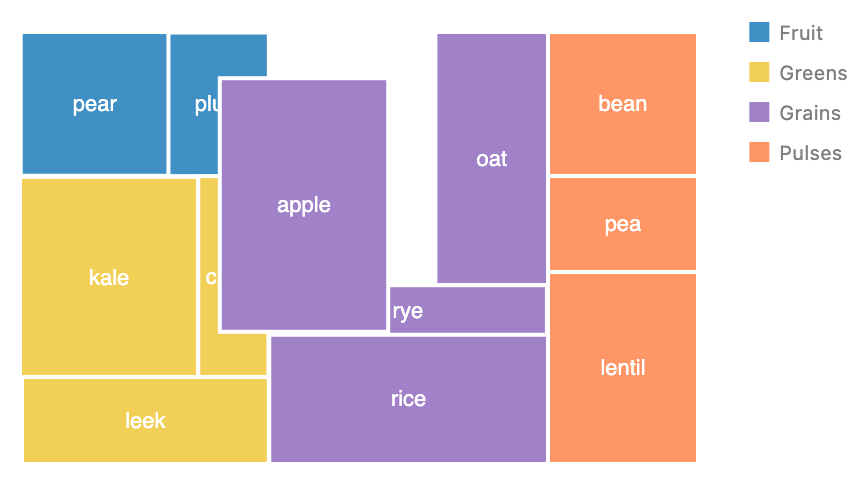 Fruit
Greens
Grains
Pulses
pear
oat
bean
apple
pea
kale
rye
lentil
rice
leek